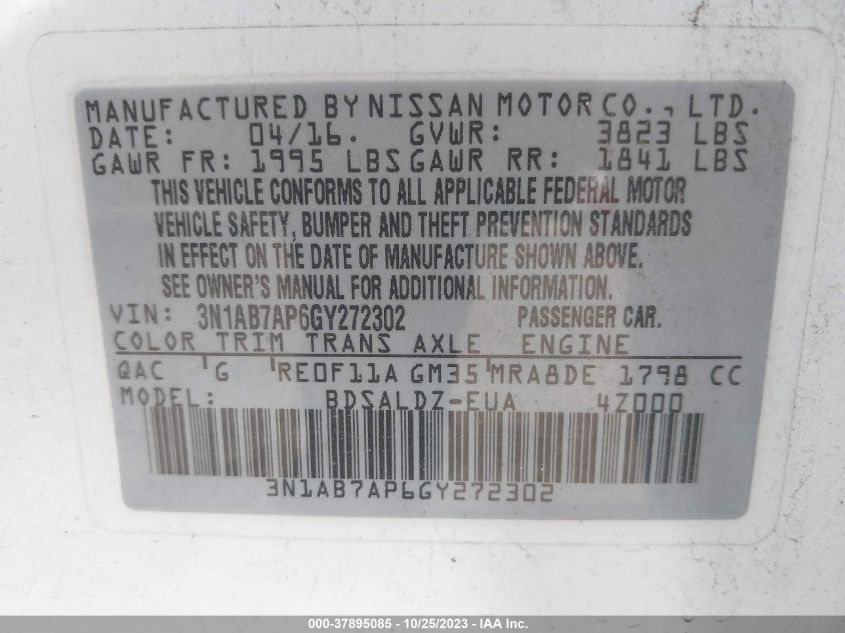 MANUFACTURED BY NISSAN MOTOR CO., LTD.
DATE: 04/16. GVWR: 3823 LBS
GAWR FR: 1995 LBS GAWR RR: 1841 LBS
THIS VEHICLE CONFORMS TO ALL APPLICABLE FEDERAL MOTOR
VEHICLE SAFETY, BUMPER AND THEFT PREVENTION STANDARDS
IN EFFECT ON THE DATE OF MANUFACTURE SHOWN ABOVE.
SEE OWNER'S MANUAL FOR ADDITIONAL INFORMATION.
VIN: 3N1AB7AP6GY272302 PASSENGER CAR.
COLOR TRIM TRANS AXLE ENGINE
QAC G RE0F11A GM35 MRA8DE 1798 CC
MODEL: BDSALDZ-EUA 4Z000
3N1AB7AP6GY272302
000-37895085 - 10/25/2023 - IAA Inc.